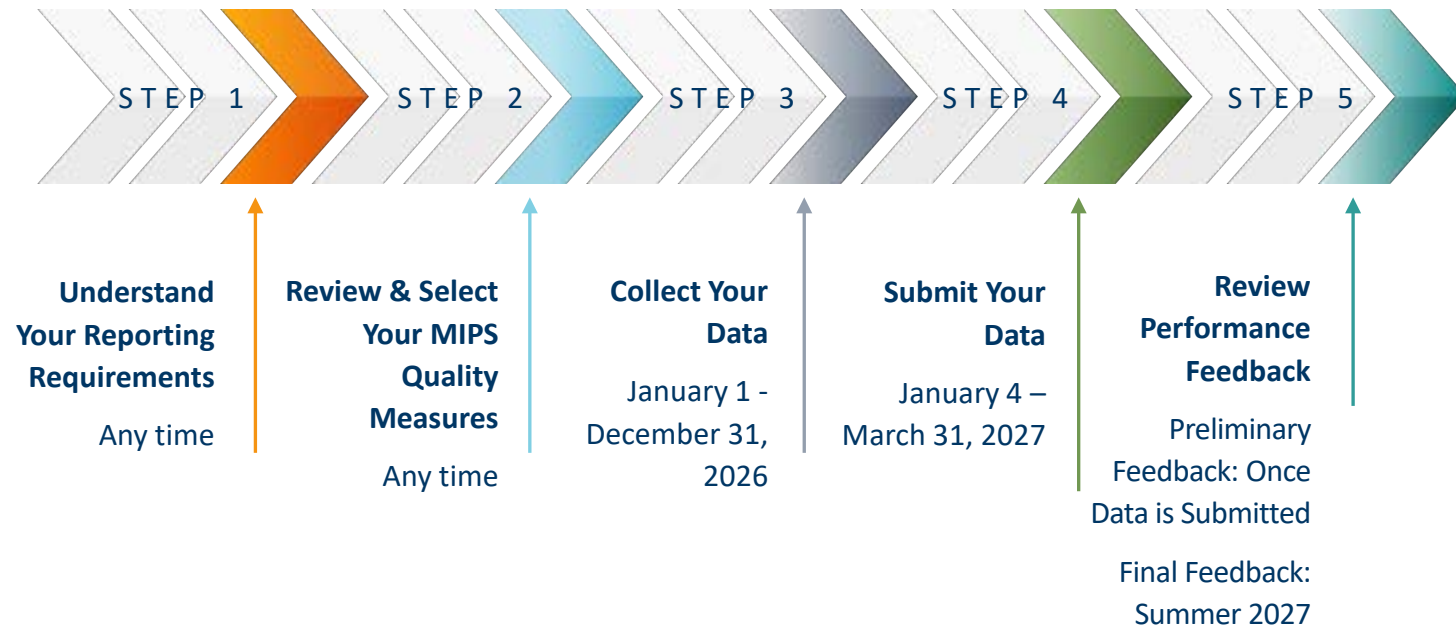 STEP 1
STEP 2
STEP 3
STEP 4
STEP 5
Understand
Your Reporting
Requirements
Any time
Review & Select
Your MIPS
Quality
Measures
Any time
Collect Your
Data
January 1 -
December 31,
2026
Submit Your
Data
January 4 –
March 31, 2027
Review
Performance
Feedback
Preliminary
Feedback: Once
Data is Submitted
Final Feedback:
Summer 2027